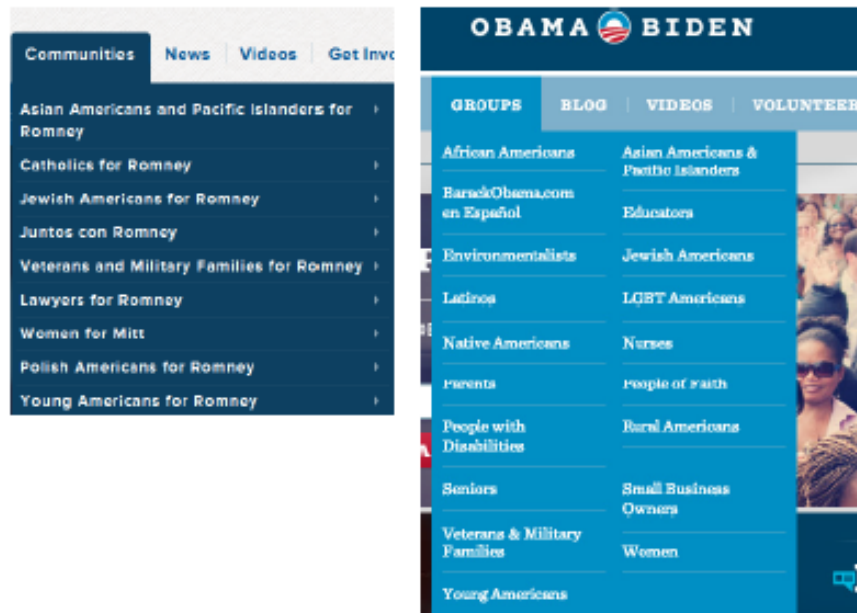 Communities
News
Videos
Get Invo
Asian Americans and Pacific Islanders for
Romney
Catholics for Romney
Jewish Americans for Romney
Juntos con Romney
Veterans and Military Families for Romney
Lawyers for Romney
Women for Mitt
Polish Americans for Romney
Young Americans for Romney
OBAMA BIDEN
GROUPS
BLOG
VIDEOS
VOLUNTEER
African Americans
BarackObama.com
en Español
Environmentalists
Latinos
Native Americans
Parents
People with
Disabilities
Seniors
Veterans & Military
Families
Young Americans
Asian Americans &
Pacific Islanders
Educators
Jewish Americans
LGBT Americans
Nurses
People of Faith
Rural Americans
Small Business
Owners
Women